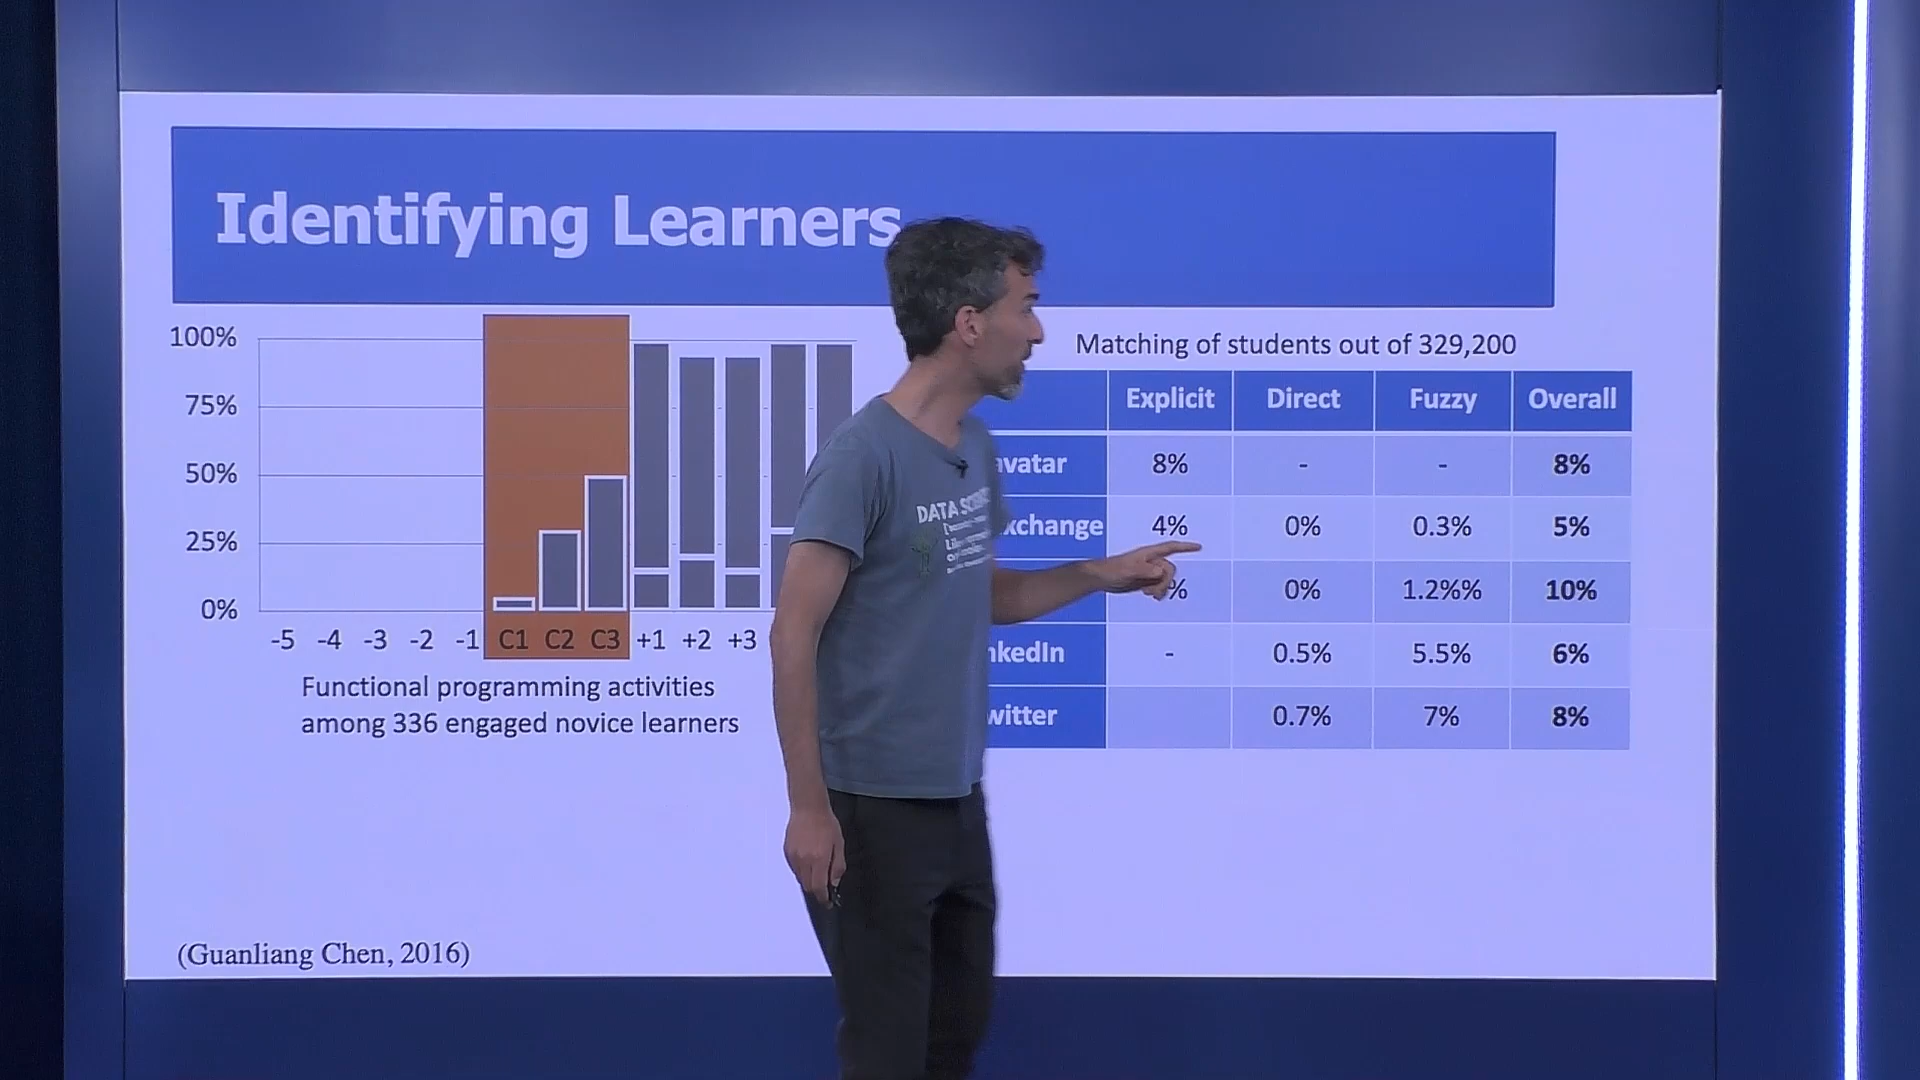 Identifying Learners
100%
75%
50%
25%
0%
-5 -4 -3 -2 -1 C1 C2 C3 +1 +2 +3
Functional programming activities
among 336 engaged novice learners
Matching of students out of 329,200
Explicit Direct Fuzzy Overall
avatar 8% - - 8%
xchange 4% 0% 0.3% 5%
% 0% 1.2%% 10%
nkedIn - 0.5% 5.5% 6%
witter 0.7% 7% 8%
DATA SC
(Guanliang Chen, 2016)